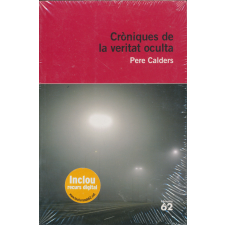 Cròniques de
la veritat oculta
Pere Calders
Inclou
recurs digital
62